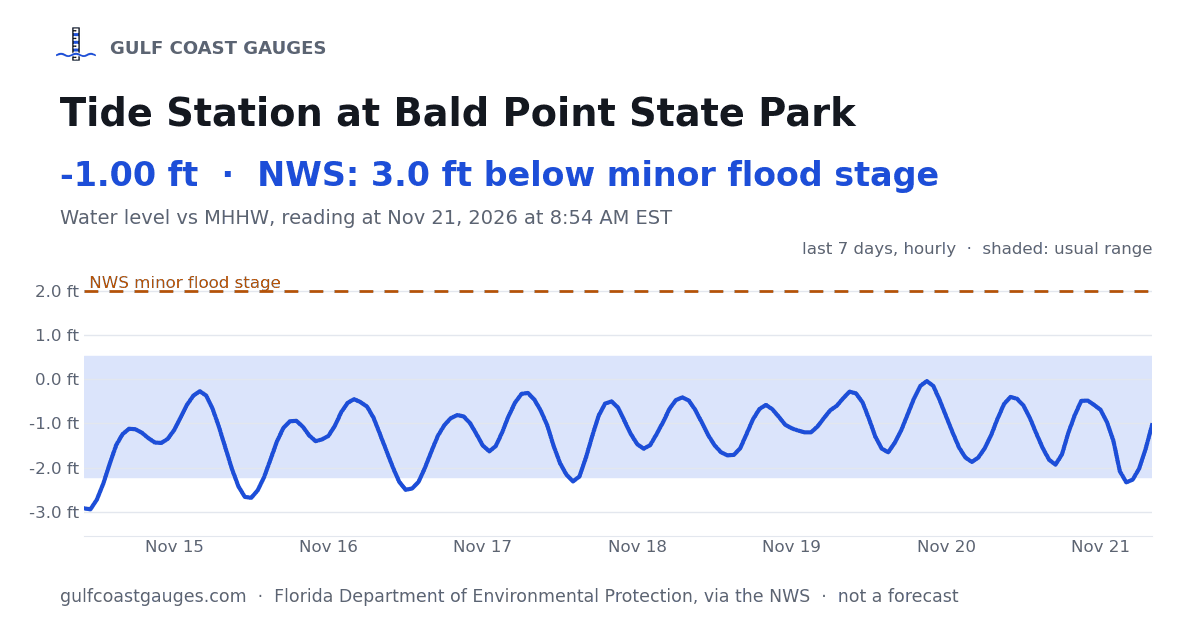 GULF COAST GAUGES
Tide Station at Bald Point State Park
-1.00 ft · NWS: 3.0 ft below minor flood stage
Water level vs MHHW, reading at Nov 21, 2026 at 8:54 AM EST
last 7 days, hourly · shaded: usual range
NWS minor flood stage
2.0 ft
1.0 ft
0.0 ft
-1.0 ft
-2.0 ft
-3.0 ft
Nov 15 Nov 16 Nov 17 Nov 18 Nov 19 Nov 20 Nov 21
gulfcoastgauges.com · Florida Department of Environmental Protection, via the NWS · not a forecast